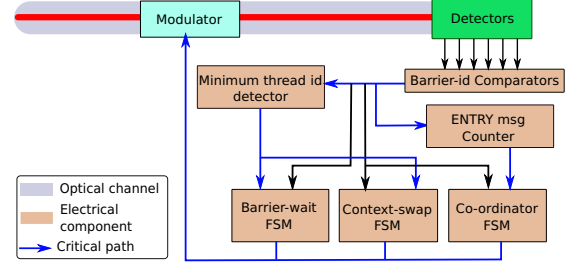 Modulator
Detectors
Minimum thread id
detector
Barrier-id Comparators
ENTRY msg
Counter
Barrier-wait
FSM
Context-swap
FSM
Co-ordinator
FSM
Optical channel
Electrical
component
Critical path